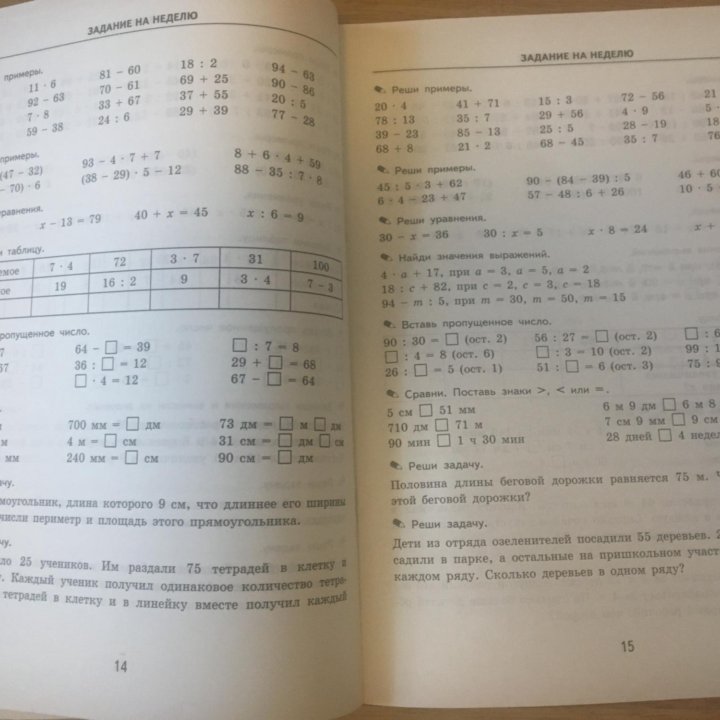 ЗАДАНИЕ НА НЕДЕЛЮ
примеры.
11 · 6 81 – 60 18 : 2 94 – 63
92 – 63 70 – 61 69 + 25 90 – 86
7 · 8 33 + 67 37 + 55 20 : 5
59 – 38 24 : 6 29 + 39 77 – 28
примеры.
(47 – 32) 93 – 4 · 7 + 7 8 + 6 · 4 + 59
– 70) · 6 (38 – 29) · 5 – 12 88 – 35 : 7 · 8
уравнения.
x – 13 = 79 40 + x = 45 x : 6 = 9
таблицу.
7 · 4 72 3 · 7 31 100
19 16 : 2 9 3 · 4 7 – 3
пропущенное число.
64 – □ = 39 □ : 7 = 8
36 : □ = 12 29 + □ = 68
□ · 4 = 12 67 – □ = 64
700 мм = □ дм 73 дм = □ м □ дм
4 м = □ см 31 см = □ дм □ см
мм 240 мм = □ см 90 см = □ дм
длина которого 9 см, что длиннее его ширины
числи периметр и площадь этого прямоугольника.
25 учеников. Им раздали 75 тетрадей в клетку и
Каждый ученик получил одинаковое количество тетра-
тетрадей в клетку и в линейку вместе получил каждый
14
ЗАДАНИЕ НА НЕДЕЛЮ
Реши примеры.
20 · 4 41 + 71 15 : 3 72 – 56 21
78 : 13 35 : 7 29 + 56 4 · 9 5
39 – 23 85 – 13 25 : 5 28 – 19 18
68 + 8 21 · 2 68 – 45 35 : 7 76
Реши примеры.
45 : 5 · 3 + 62 90 – (84 – 39) : 5 46 + 60
6 · 4 – 23 + 47 57 – 48 : 6 + 26 10 · 5
Реши уравнения.
30 – x = 36 30 : x = 5 x · 8 = 24 x +
Найди значения выражений.
4 · a + 17, при a = 3, a = 5, a = 2
18 : c + 82, при c = 2, c = 3, c = 18
94 – m : 5, при m = 30, m = 50, m = 15
Вставь пропущенное число.
90 : 30 = □ (ост. 2) 56 : 27 = □ (ост. 2) □ : 6
□ : 4 = 8 (ост. 6) □ : 3 = 10 (ост. 2) 99 : 1
26 : □ = 5 (ост. 1) 51 : □ = 6 (ост. 3) 75 :
Сравни. Поставь знаки >, < или =.
5 см □ 51 мм 6 м 9 дм □ 6 м 8
710 дм □ 71 м 7 см 9 мм □ 9 см
90 мин □ 1 ч 30 мин 28 дней □ 4 недел
Реши задачу.
Половина длины беговой дорожки равняется 75 м.
этой беговой дорожки?
Реши задачу.
Дети из отряда озеленителей посадили 55 деревьев.
садили в парке, а остальные на пришкольном участ
каждом ряду. Сколько деревьев в одном ряду?
15